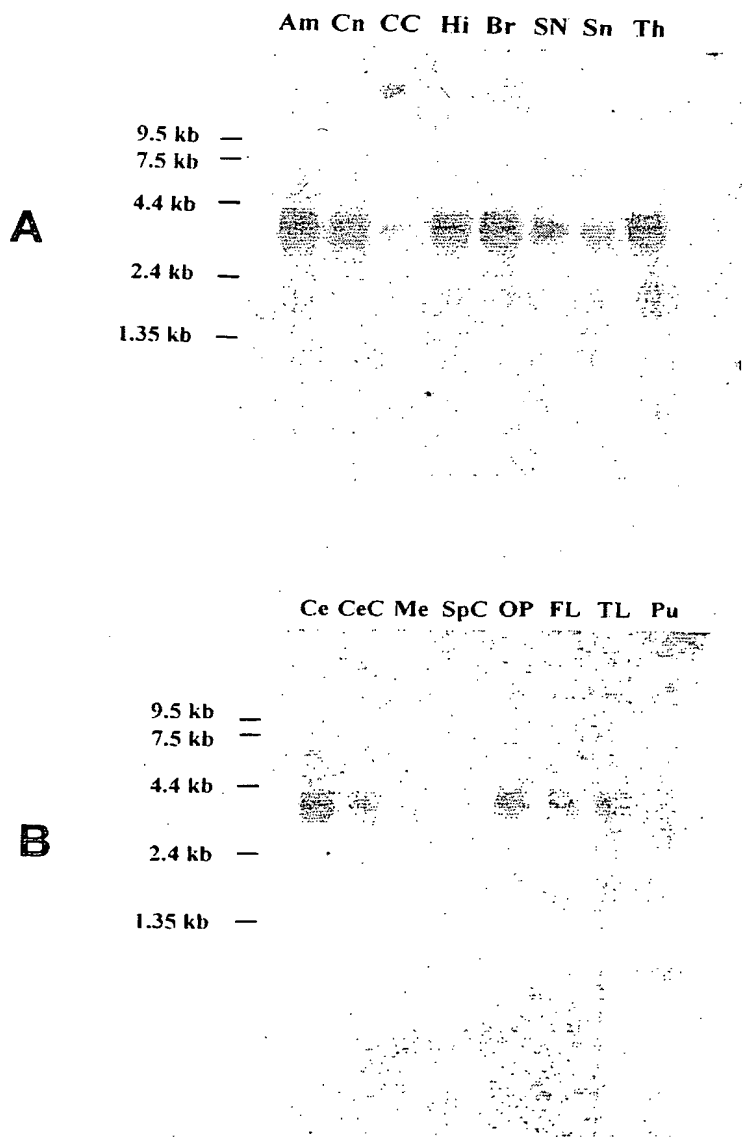 Am Cn CC Hi Br SN Sn Th
9.5 kb
7.5 kb
4.4 kb
A
2.4 kb
1.35 kb
Ce CeC Me SpC OP FL TL Pu
9.5 kb
7.5 kb
4.4 kb
B
2.4 kb
1.35 kb